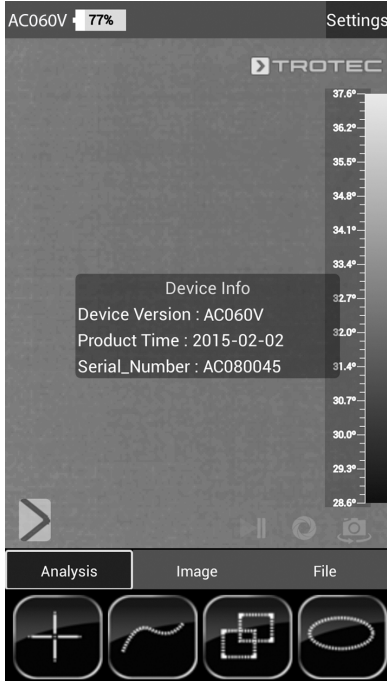 AC060V 77% Settings
TROTEC
37.6°
36.2°
35.5°
34.8°
34.1°
33.4°
Device Info
32.7°
Device Version : AC060V
Product Time : 2015-02-02
32.0°
Serial_Number : AC080045
31.4°
30.7°
30.0°
29.3°
28.6°
Analysis Image File